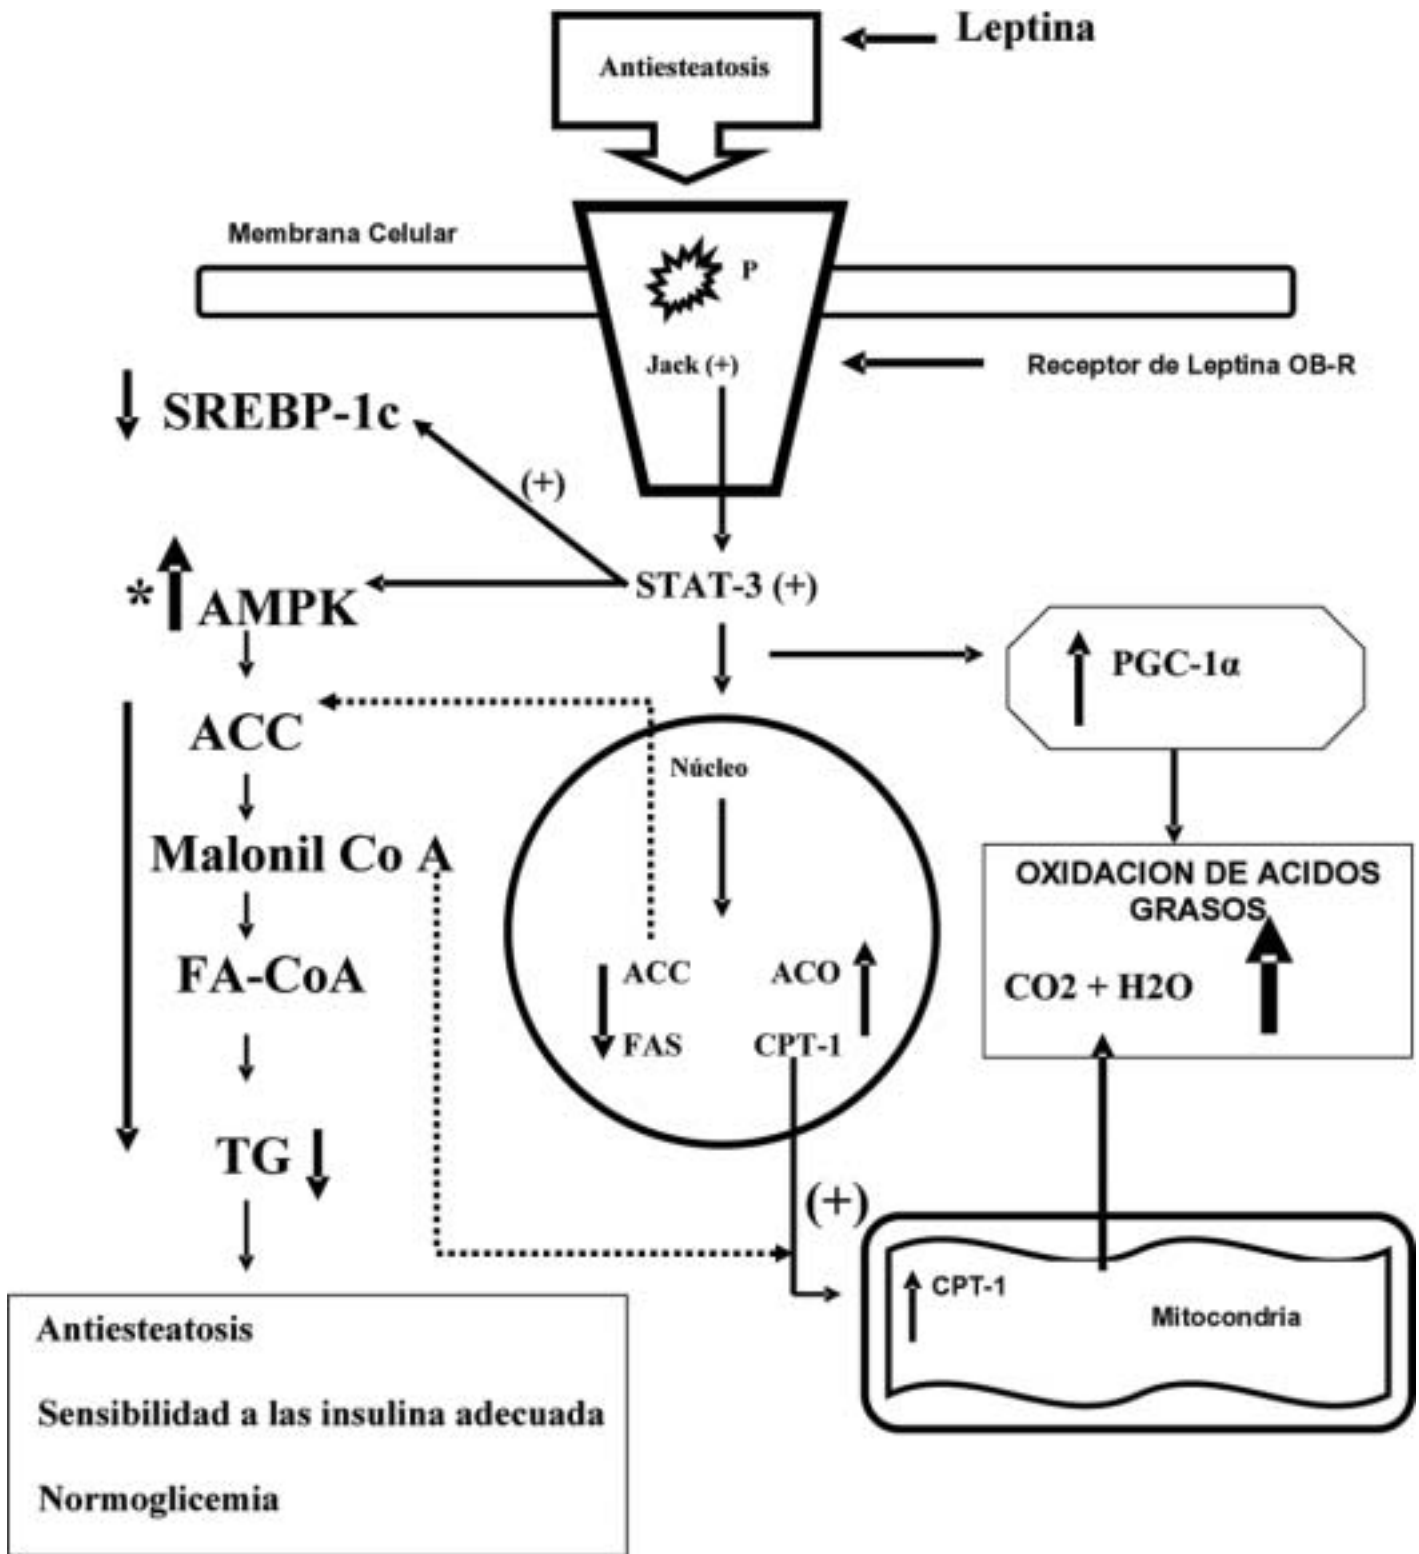 Leptina
Antiesteatosis
Membrana Celular
P
Jack (+)
Receptor de Leptina OB-R
SREBP-1c
(+)
STAT-3 (+)
* AMPK
PGC-1α
ACC
Núcleo
Malonil Co A
OXIDACION DE ACIDOS
GRASOS
CO2 + H2O
FA-CoA
ACC
ACO
FAS
CPT-1
TG
(+)
CPT-1
Mitocondria
Antiesteatosis
Sensibilidad a las insulina adecuada
Normoglicemia